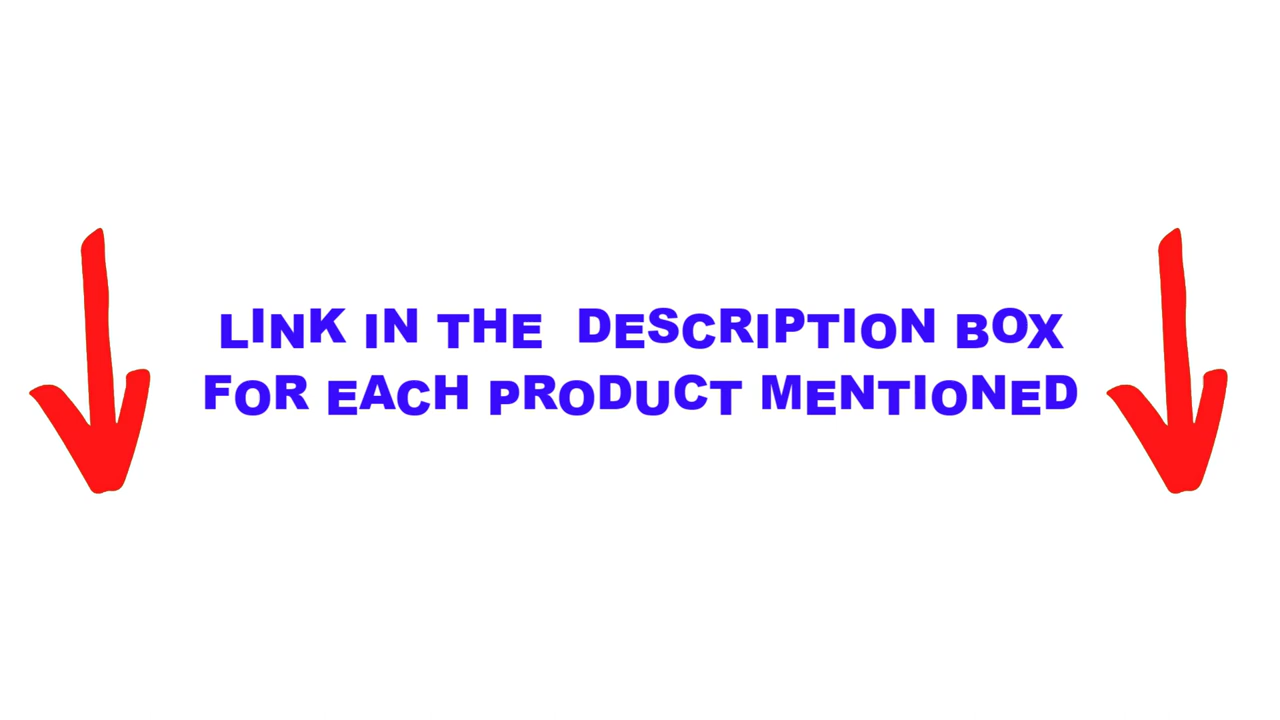 LINK IN THE DESCRIPTION BOX
FOR EACH PRODUCT MENTIONED